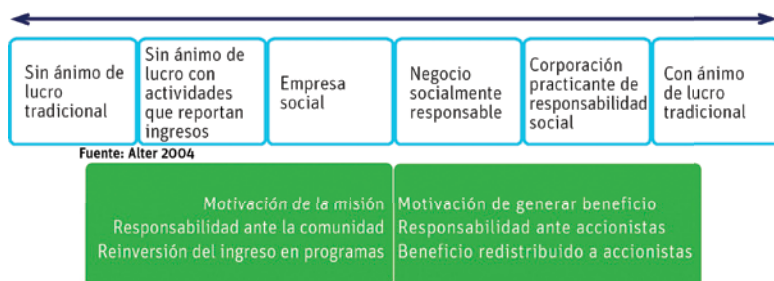 Sin ánimo de
lucro
tradicional
Sin ánimo de
lucro con
actividades
que reportan
ingresos
Empresa
social
Negocio
socialmente
responsable
Corporación
practicante de
responsabilidad
social
Con ánimo
de lucro
tradicional
Fuente: Alter 2004
Motivación de la misión
Responsabilidad ante la comunidad
Reinversión del ingreso en programas
Motivación de generar beneficio
Responsabilidad ante accionistas
Beneficio redistribuido a accionistas